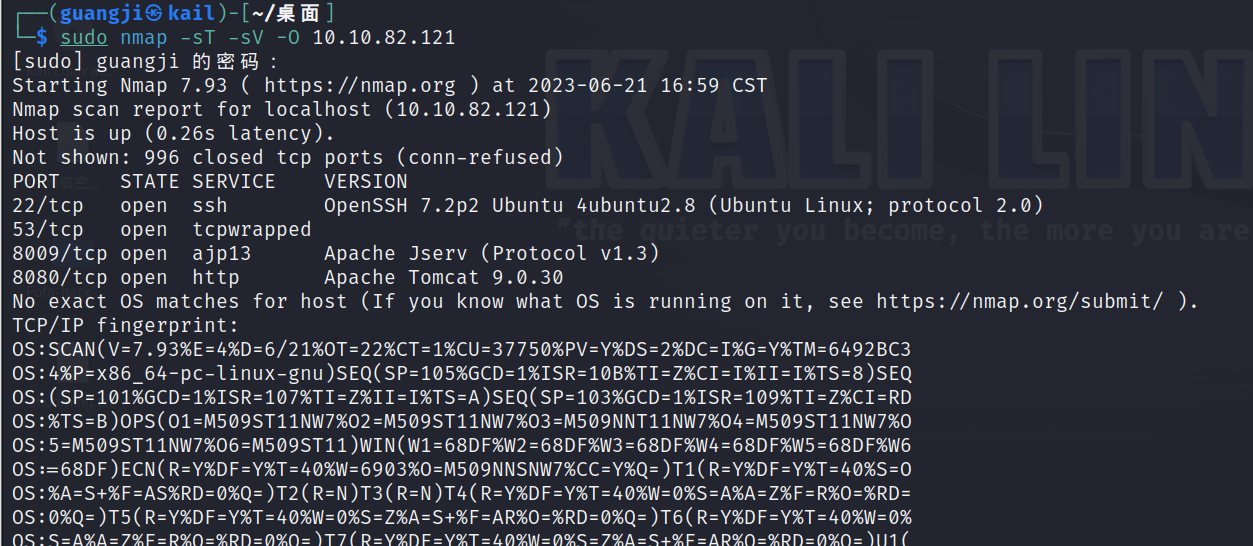 ┌──(guangji㉿kail)-[~/桌面]
└─$ sudo nmap -sT -sV -O 10.10.82.121
[sudo] guangji 的密码：
Starting Nmap 7.93 ( https://nmap.org ) at 2023-06-21 16:59 CST
Nmap scan report for localhost (10.10.82.121)
Host is up (0.26s latency).
Not shown: 996 closed tcp ports (conn-refused)
PORT     STATE SERVICE    VERSION
22/tcp   open  ssh        OpenSSH 7.2p2 Ubuntu 4ubuntu2.8 (Ubuntu Linux; protocol 2.0)
53/tcp   open  tcpwrapped
8009/tcp open  ajp13      Apache Jserv (Protocol v1.3)
8080/tcp open  http       Apache Tomcat 9.0.30
No exact OS matches for host (If you know what OS is running on it, see https://nmap.org/submit/ ).
TCP/IP fingerprint:
OS:SCAN(V=7.93%E=4%D=6/21%OT=22%CT=1%CU=37750%PV=Y%DS=2%DC=I%G=Y%TM=6492BC3
OS:4%P=x86_64-pc-linux-gnu)SEQ(SP=105%GCD=1%ISR=10B%TI=Z%CI=I%II=I%TS=8)SEQ
OS:(SP=101%GCD=1%ISR=107%TI=Z%II=I%TS=A)SEQ(SP=103%GCD=1%ISR=109%TI=Z%CI=RD
OS:%TS=B)OPS(O1=M509ST11NW7%O2=M509ST11NW7%O3=M509NNT11NW7%O4=M509ST11NW7%O
OS:5=M509ST11NW7%O6=M509ST11)WIN(W1=68DF%W2=68DF%W3=68DF%W4=68DF%W5=68DF%W6
OS:=68DF)ECN(R=Y%DF=Y%T=40%W=6903%O=M509NNSNW7%CC=Y%Q=)T1(R=Y%DF=Y%T=40%S=O
OS:%A=S+%F=AS%RD=0%Q=)T2(R=N)T3(R=N)T4(R=Y%DF=Y%T=40%W=0%S=A%A=Z%F=R%O=%RD=
OS:0%Q=)T5(R=Y%DF=Y%T=40%W=0%S=Z%A=S+%F=AR%O=%RD=0%Q=)T6(R=Y%DF=Y%T=40%W=0%
OS:S=A%A=Z%F=R%O=%RD=0%Q=)T7(R=Y%DF=Y%T=40%W=0%S=Z%A=S+%F=AR%O=%RD=0%Q=)U1(
KALI LIN
"the quieter you become, the more you are